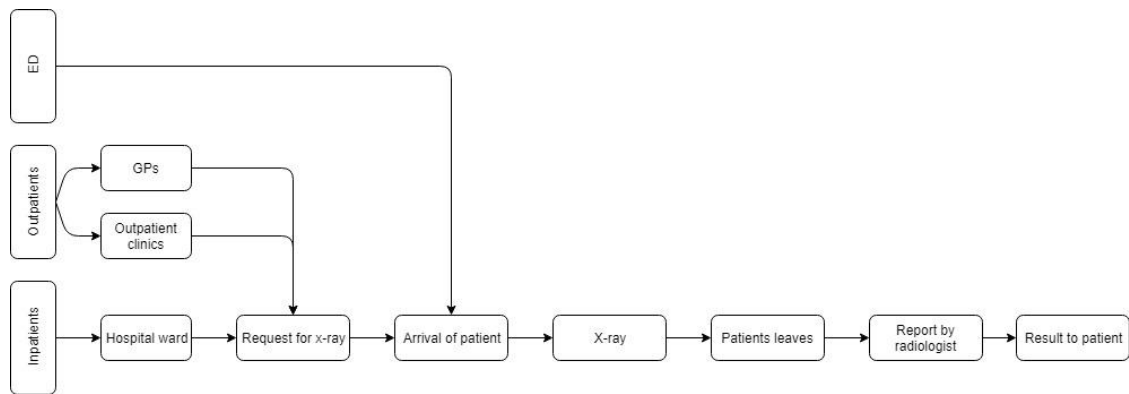 ED
Outpatients
GPs
Outpatient
clinics
Inpatients
Hospital ward
Request for x-ray
Arrival of patient
X-ray
Patients leaves
Report by
radiologist
Result to patient